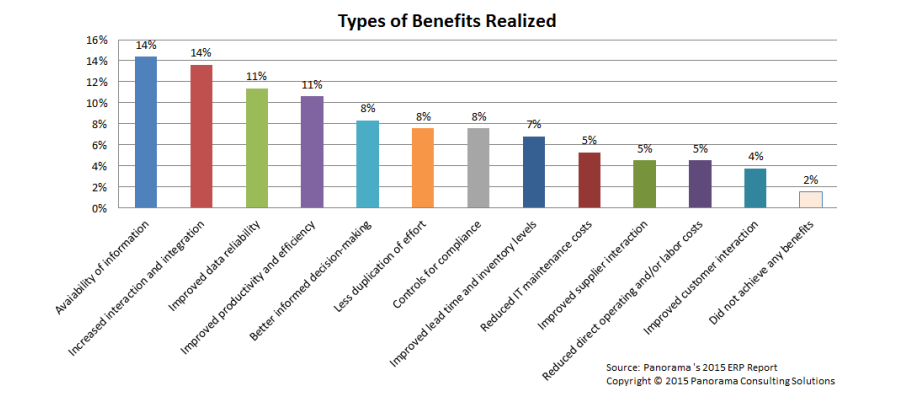 Types of Benefits Realized
16%
14%
12%
10%
8%
6%
4%
2%
0%
14%
14%
11%
11%
8%
8%
8%
7%
5%
5%
5%
4%
2%
Avaiability of information
Increased interaction and integration
Improved data reliability
Improved productivity and efficiency
Better informed decision-making
Less duplication of effort
Controls for compliance
Improved lead time and inventory levels
Reduced IT maintenance costs
Improved supplier interaction
Reduced direct operating and/or labor costs
Improved customer interaction
Did not achieve any benefits
Source: Panorama 's 2015 ERP Report
Copyright © 2015 Panorama Consulting Solutions